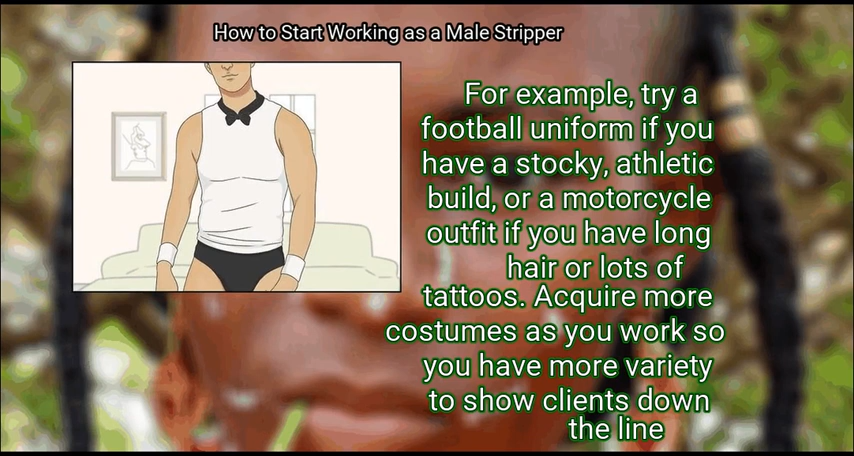 How to Start Working as a Male Stripper
For example, try a
football uniform if you
have a stocky, athletic
build, or a motorcycle
outfit if you have long
hair or lots of
tattoos. Acquire more
costumes as you work so
you have more variety
to show clients down
the line